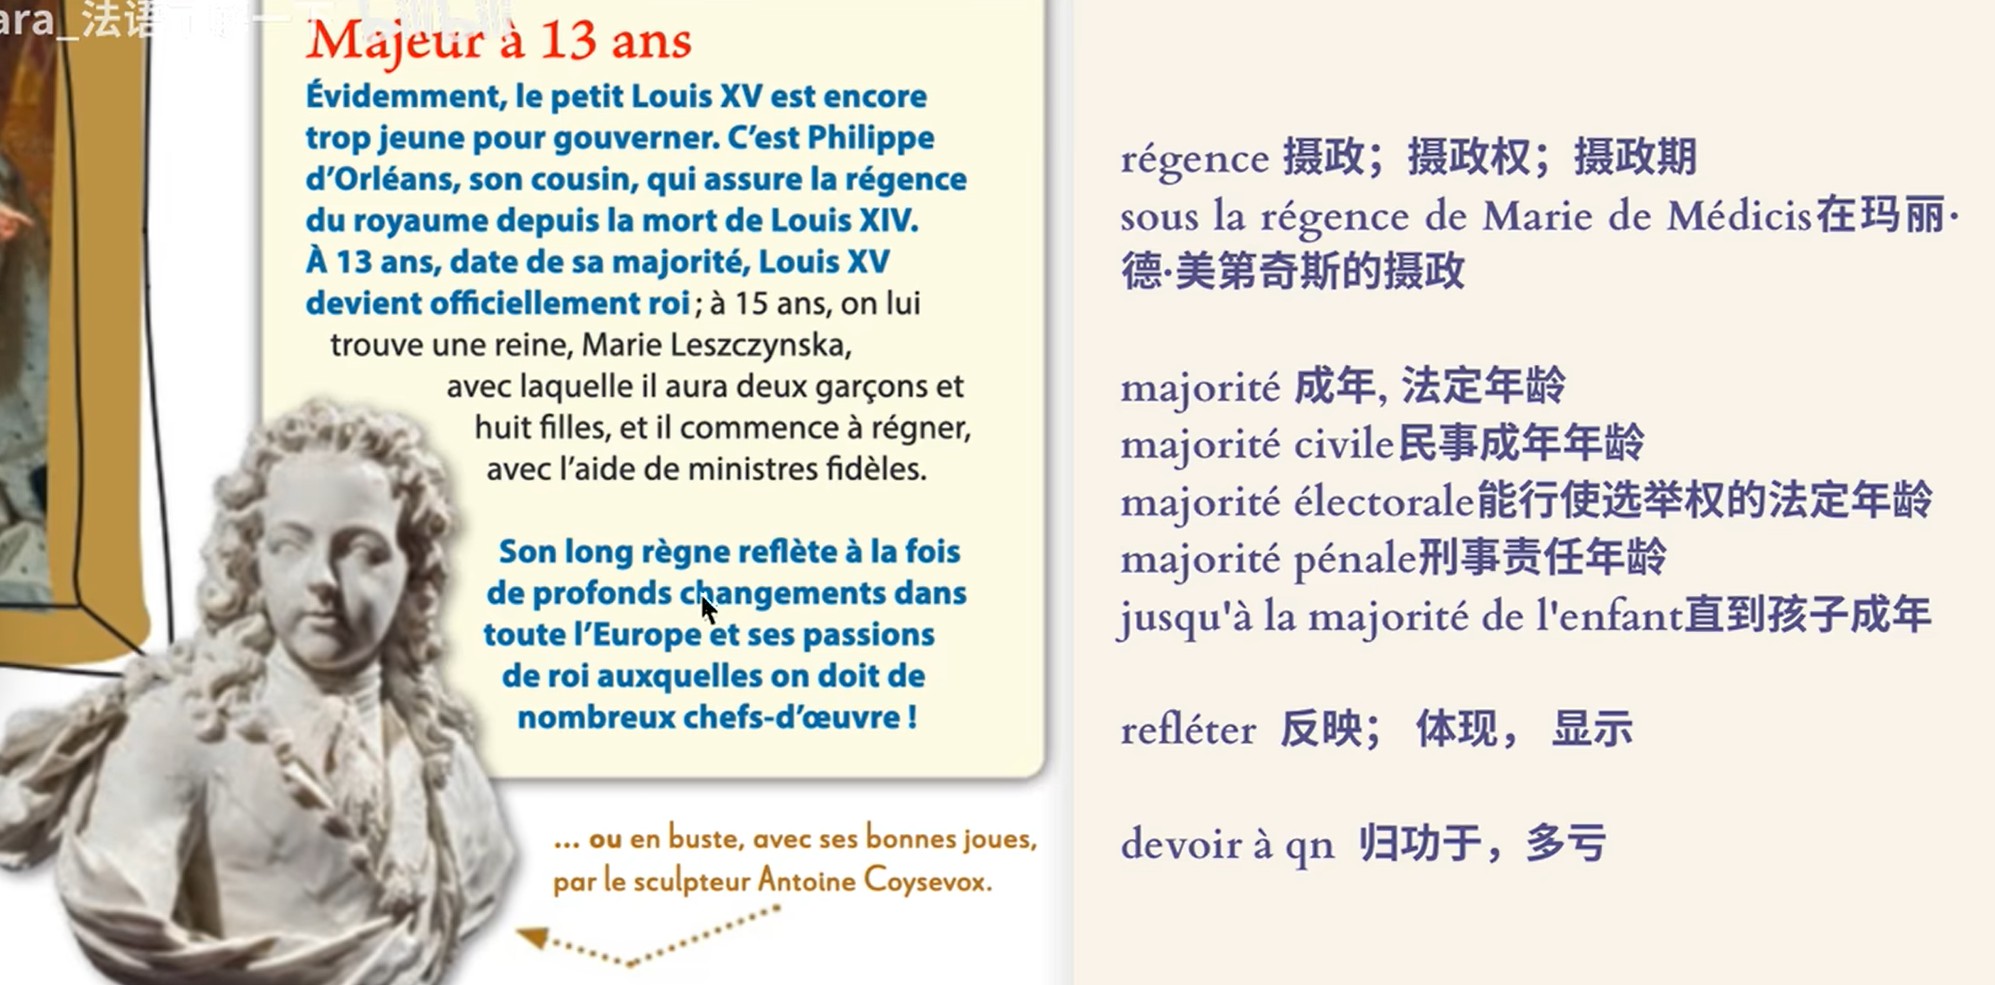 Majeur à 13 ans
Évidemment, le petit Louis XV est encore
trop jeune pour gouverner. C'est Philippe
d'Orléans, son cousin, qui assure la régence
du royaume depuis la mort de Louis XIV.
À 13 ans, date de sa majorité, Louis XV
devient officiellement roi ; à 15 ans, on lui
trouve une reine, Marie Leszczynska,
avec laquelle il aura deux garçons et
huit filles, et il commence à régner,
avec l'aide de ministres fidèles.
Son long règne reflète à la fois
de profonds changements dans
toute l'Europe et ses passions
de roi auxquelles on doit de
nombreux chefs-d'œuvre !
... ou en buste, avec ses bonnes joues,
par le sculpteur Antoine Coysevox.
régence 摄政；摄政权；摄政期
sous la régence de Marie de Médicis在玛丽·
德·美第奇斯的摄政
majorité 成年, 法定年龄
majorité civile民事成年年龄
majorité électorale能行使选举权的法定年龄
majorité pénale刑事责任年龄
jusqu'à la majorité de l'enfant直到孩子成年
refléter 反映； 体现， 显示
devoir à qn 归功于，多亏